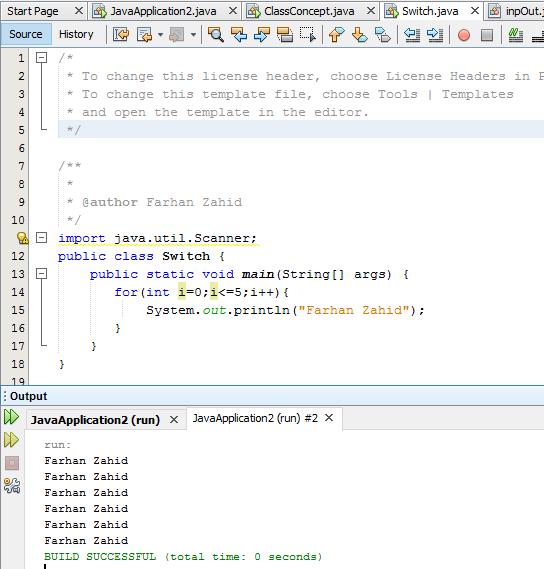 Start Page JavaApplication2.java ClassConcept.java Switch.java inpOut.j
Source History
1 /*
2 * To change this license header, choose License Headers in P
3 * To change this template file, choose Tools | Templates
4 * and open the template in the editor.
5 */
6
7 /**
8 *
9 * @author Farhan Zahid
10 */
import java.util.Scanner;
12 public class Switch {
13 public static void main(String[] args) {
14 for(int i=0;i<=5;i++){
15 System.out.println("Farhan Zahid");
16 }
17 }
18 }
19
Output
JavaApplication2 (run) JavaApplication2 (run) #2
run:
Farhan Zahid
Farhan Zahid
Farhan Zahid
Farhan Zahid
Farhan Zahid
Farhan Zahid
BUILD SUCCESSFUL (total time: 0 seconds)